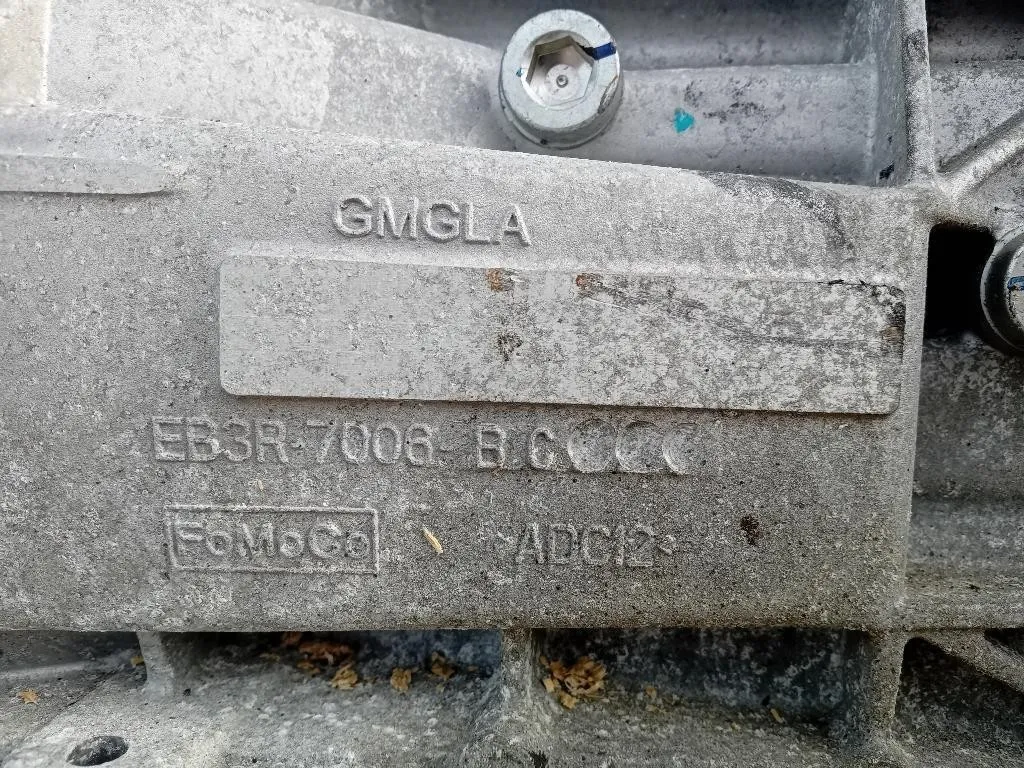 GMGLA
EB3R-7006-BC
FoMoCo
>ADC12<